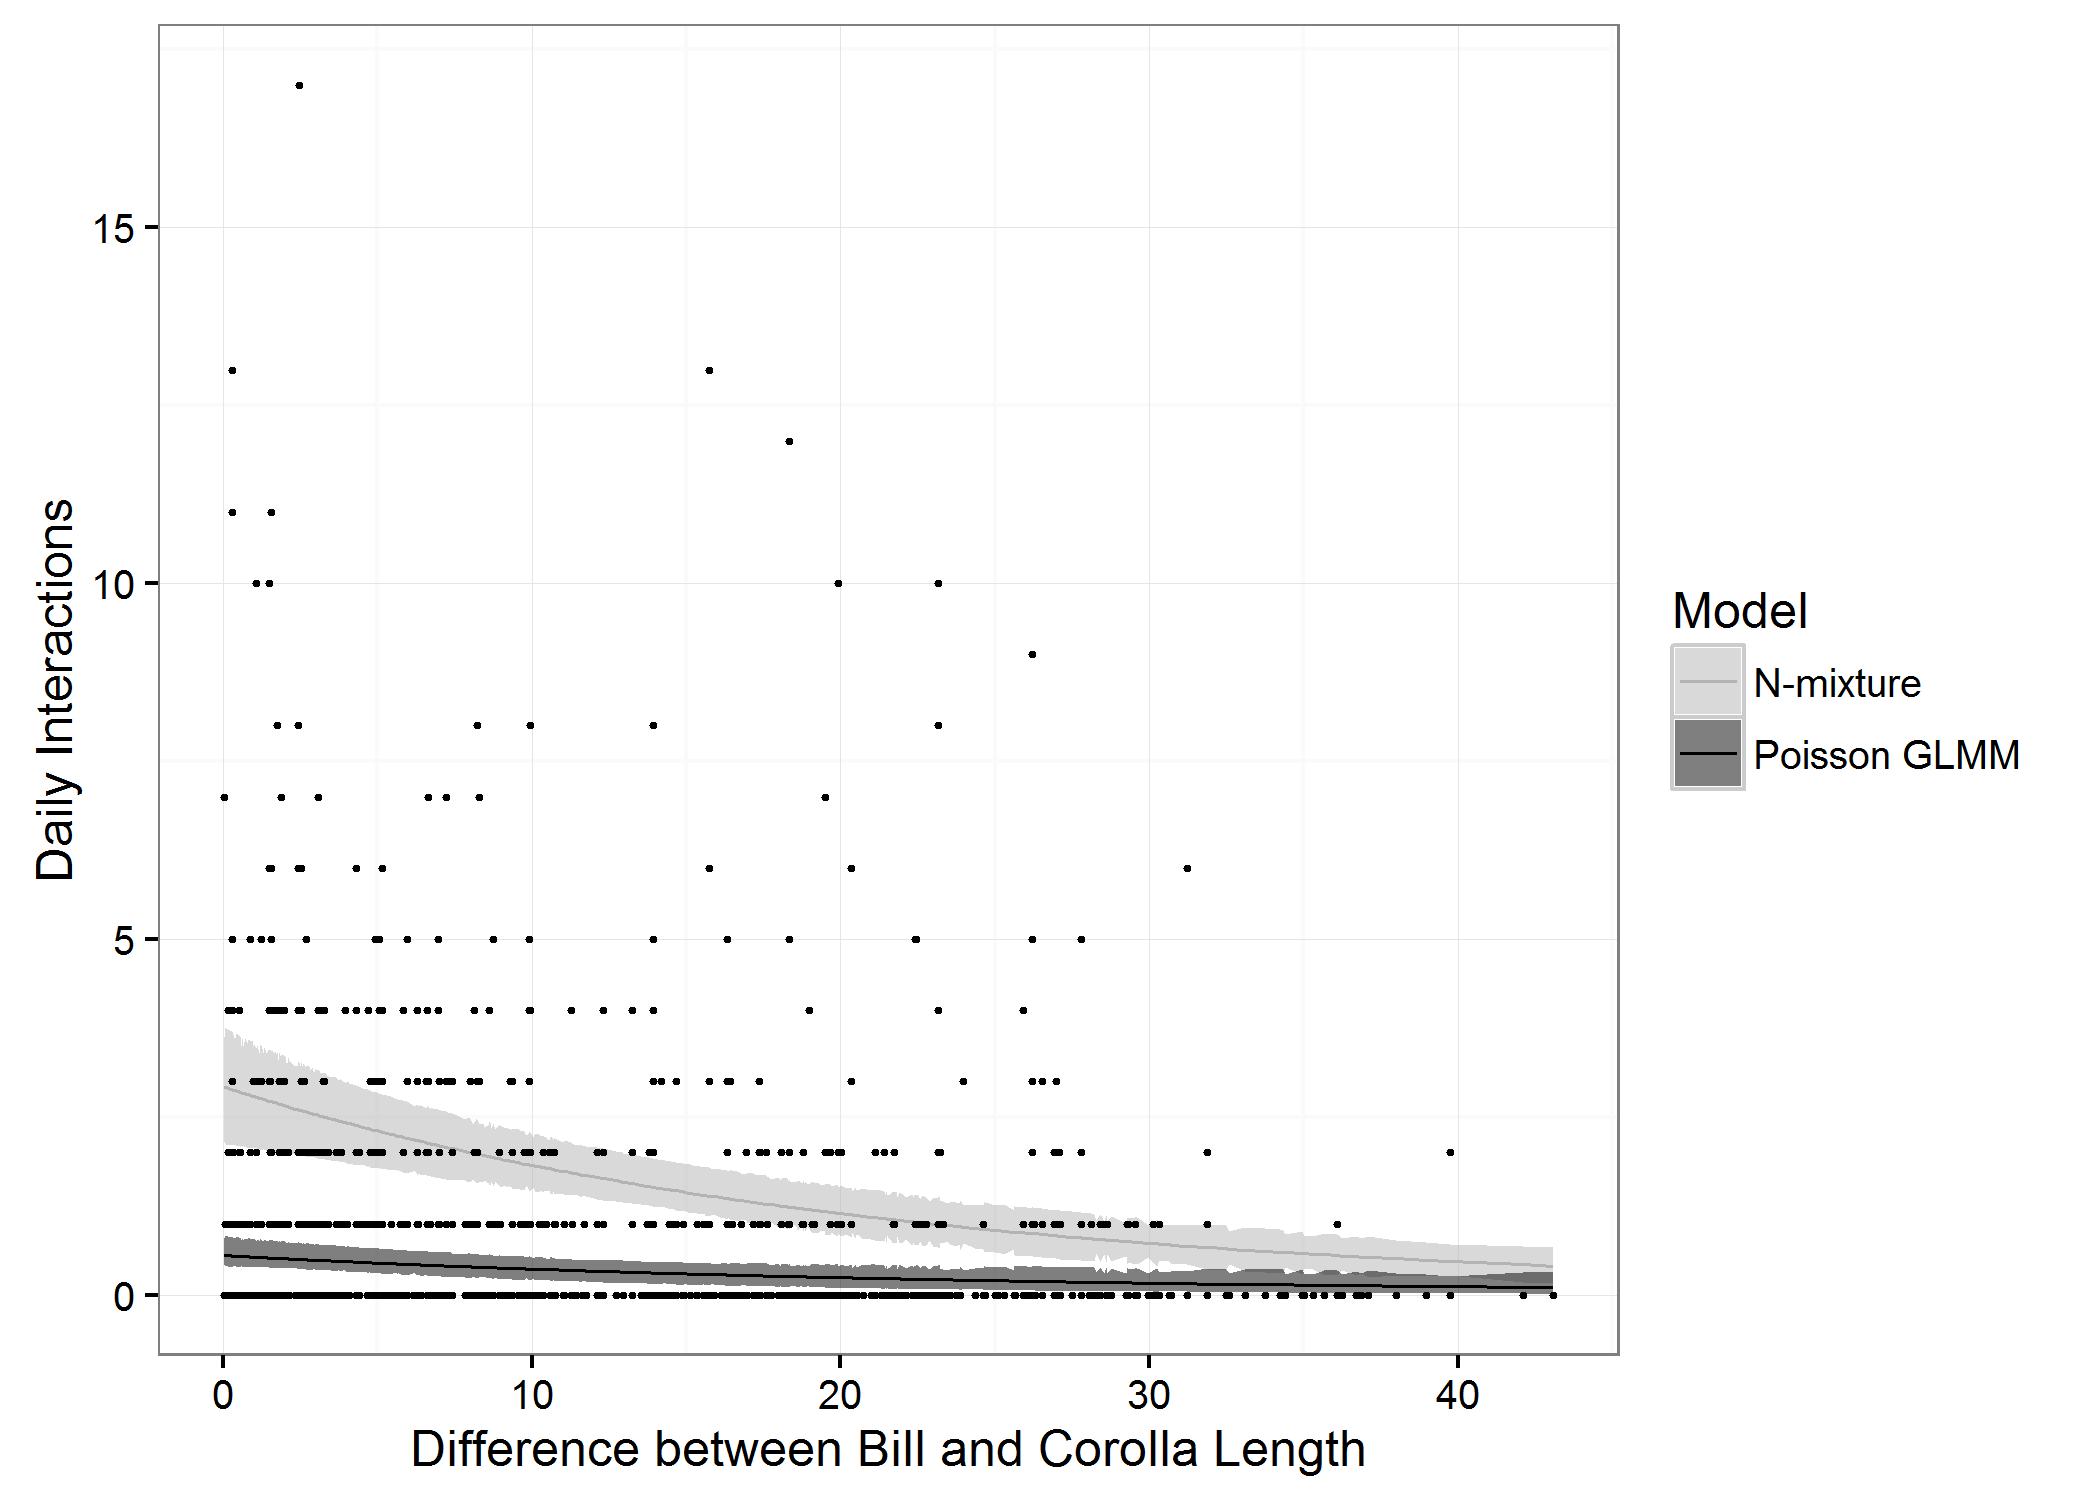 15
10
5
0
0 10 20 30 40
Daily Interactions
Difference between Bill and Corolla Length
Model
N-mixture
Poisson GLMM